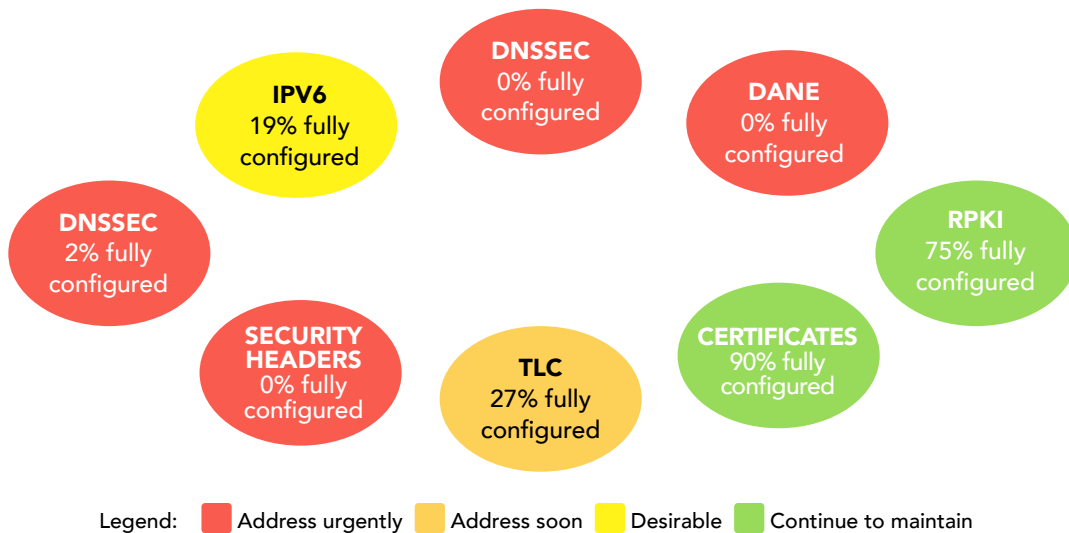 DNSSEC
0% fully
configured
IPV6
19% fully
configured
DANE
0% fully
configured
DNSSEC
2% fully
configured
RPKI
75% fully
configured
SECURITY
HEADERS
0% fully
configured
TLC
27% fully
configured
CERTIFICATES
90% fully
configured
Legend: Address urgently Address soon Desirable Continue to maintain